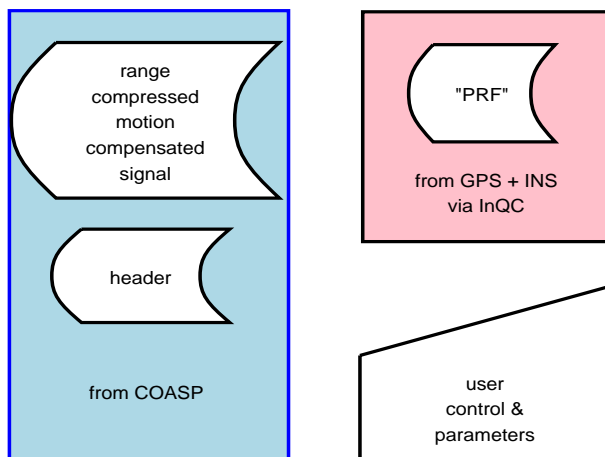 range
compressed
motion
compensated
signal
header
from COASP
"PRF"
from GPS + INS
via InQC
user
control &
parameters